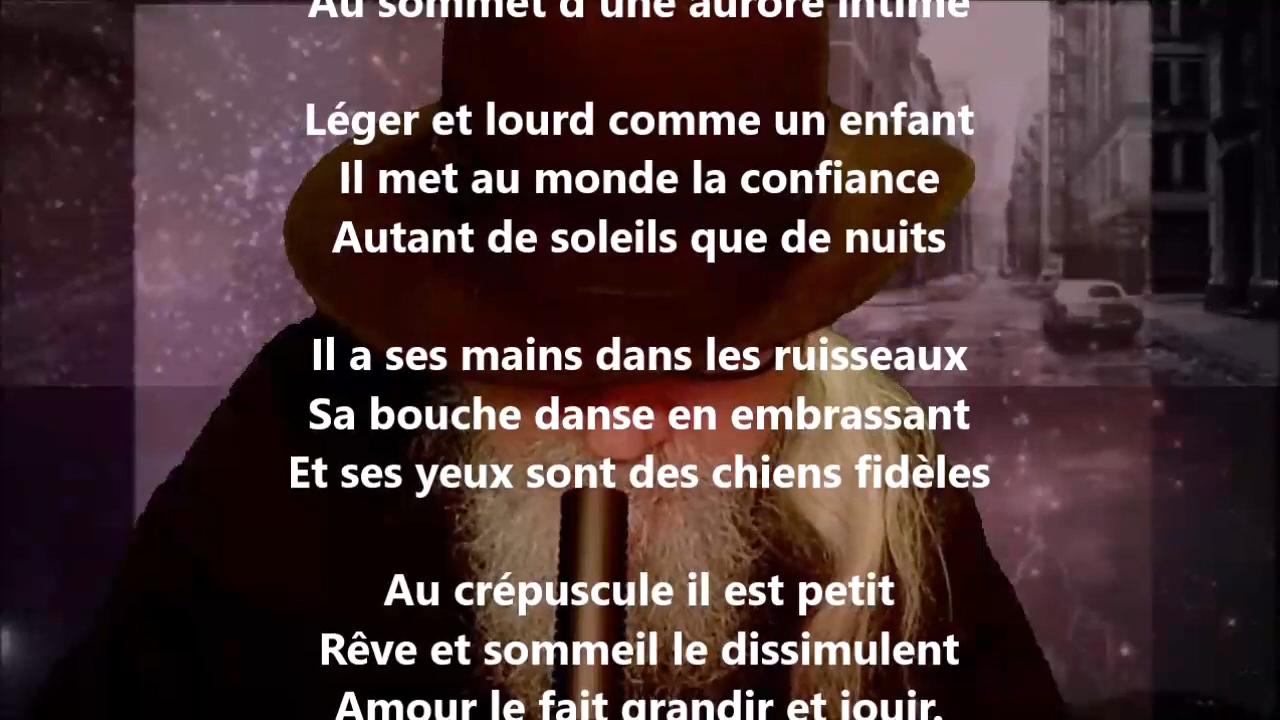 Au sommet d'une aurore intime
Léger et lourd comme un enfant
Il met au monde la confiance
Autant de soleils que de nuits
Il a ses mains dans les ruisseaux
Sa bouche danse en embrassant
Et ses yeux sont des chiens fidèles
Au crépuscule il est petit
Rêve et sommeil le dissimulent
Amour le fait grandir et jouir.